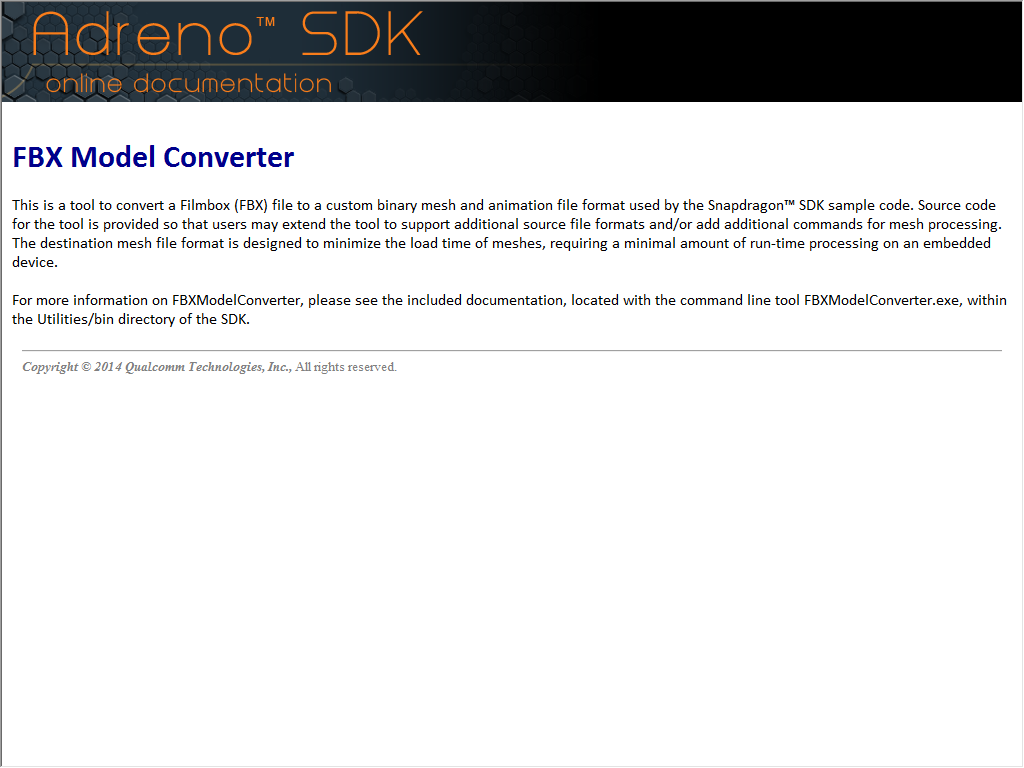 Adreno™ SDK
online documentation
FBX Model Converter
This is a tool to convert a Filmbox (FBX) file to a custom binary mesh and animation file format used by the Snapdragon™ SDK sample code. Source code
for the tool is provided so that users may extend the tool to support additional source file formats and/or add additional commands for mesh processing.
The destination mesh file format is designed to minimize the load time of meshes, requiring a minimal amount of run-time processing on an embedded
device.
For more information on FBXModelConverter, please see the included documentation, located with the command line tool FBXModelConverter.exe, within
the Utilities/bin directory of the SDK.
Copyright © 2014 Qualcomm Technologies, Inc., All rights reserved.